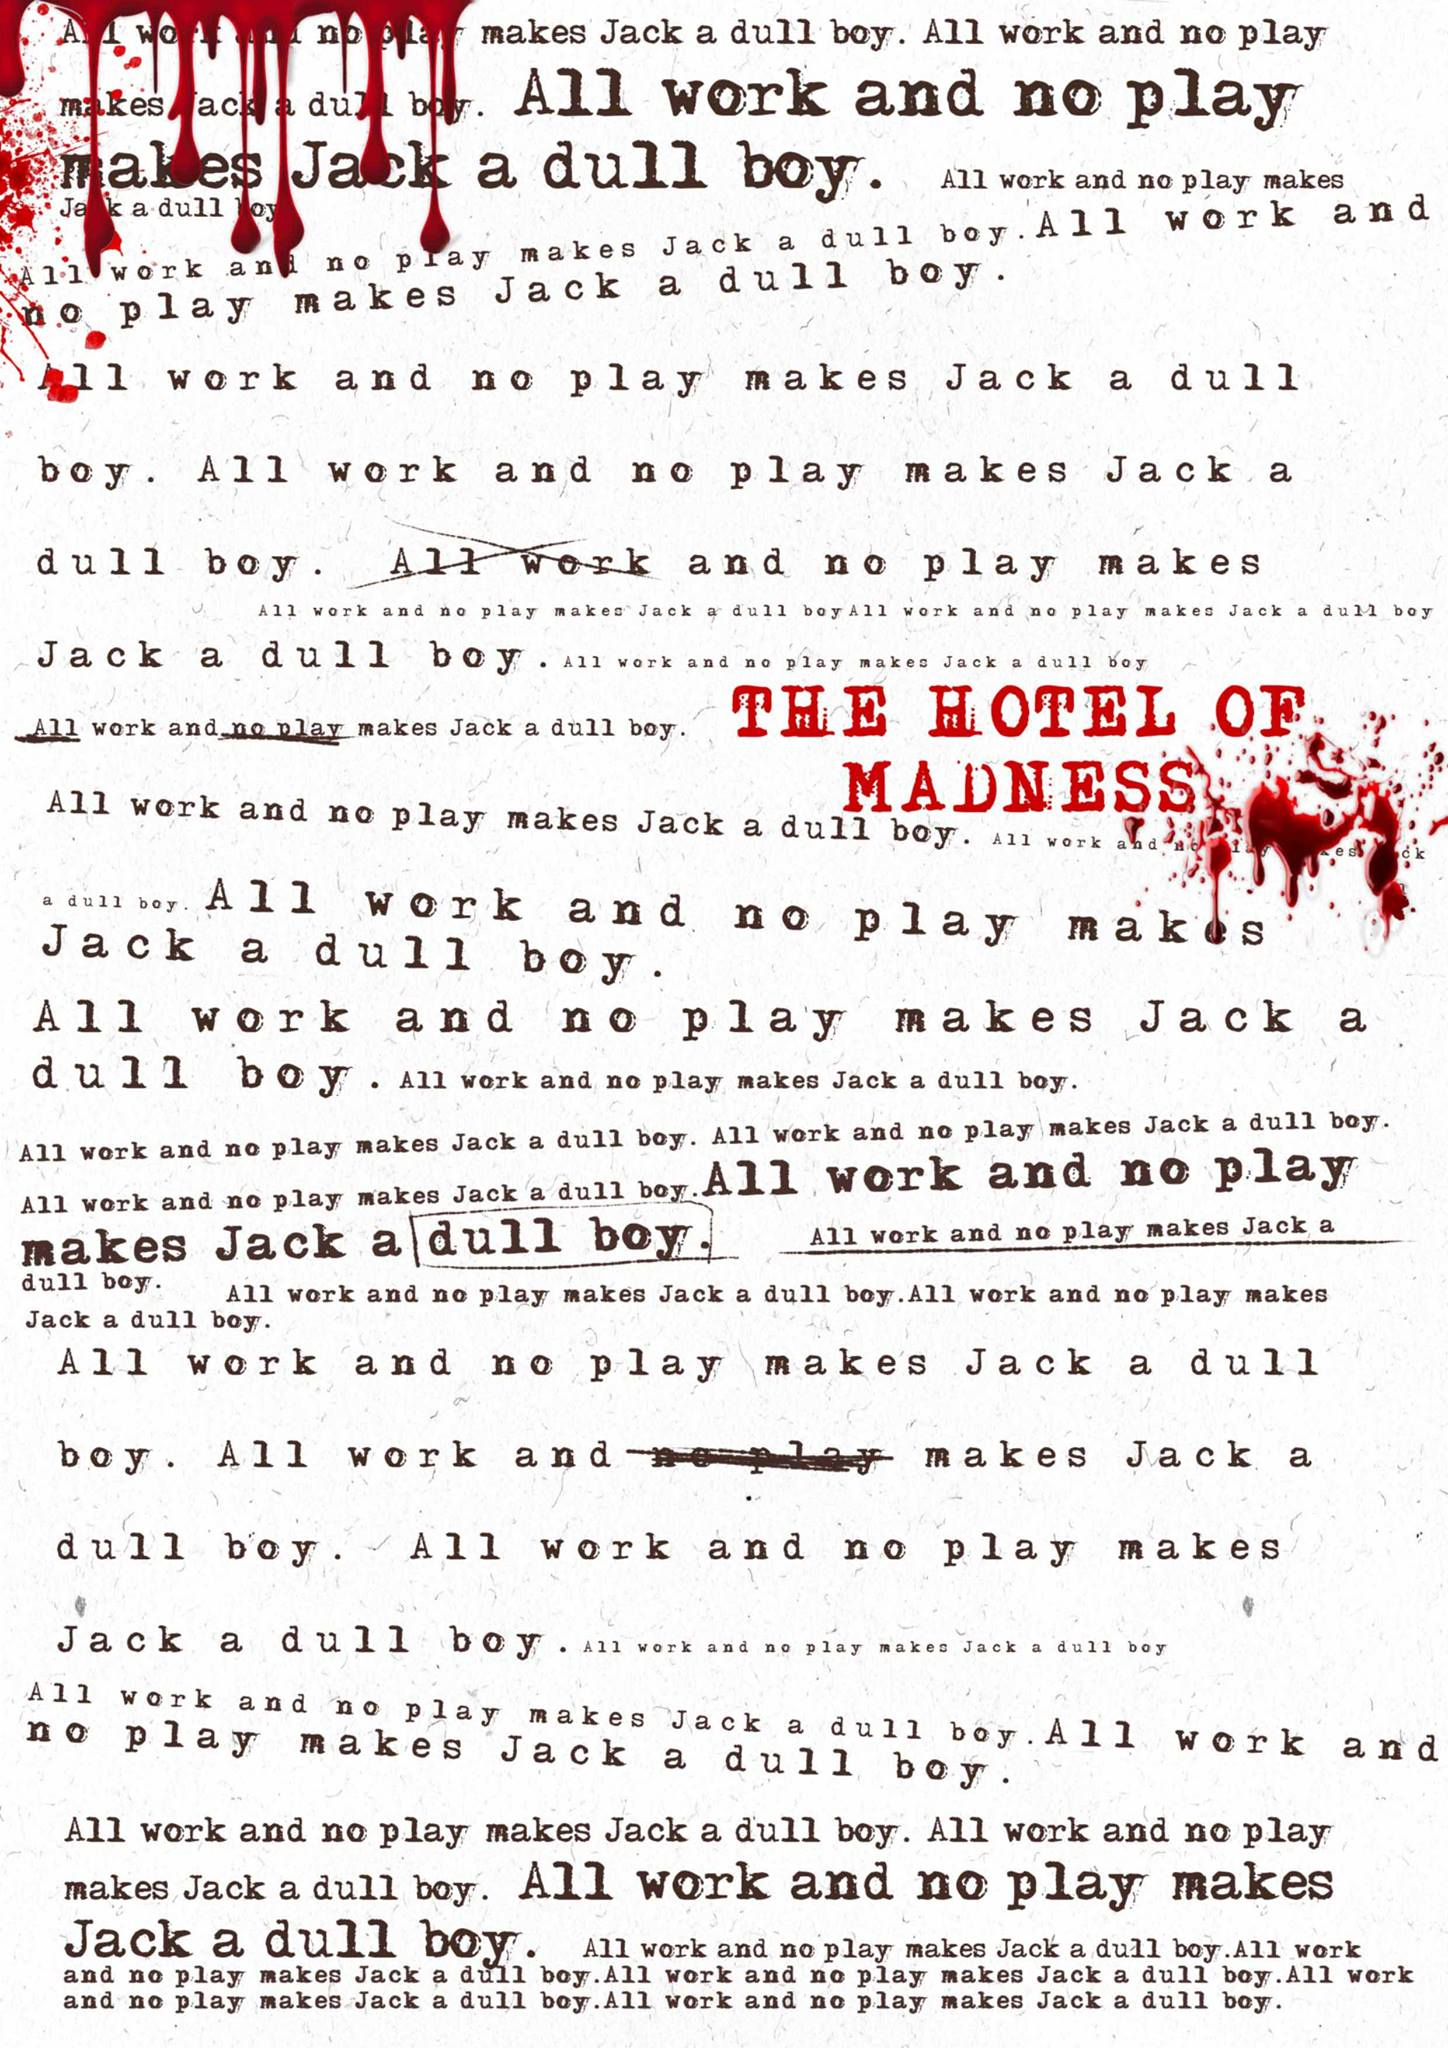 All work and no play makes Jack a dull boy. All work and no play
makes Jack a dull boy. All work and no play
makes Jack a dull boy. All work and no play makes
Jack a dull boy
All work and no play makes Jack a dull boy. All work and
no play makes Jack a dull boy.
All work and no play makes Jack a dull
boy. All work and no play makes Jack a
dull boy. All work and no play makes
All work and no play makes Jack a dull boyAll work and no play makes Jack a dull boy
Jack a dull boy. All work and no play makes Jack a dull boy
THE HOTEL OF
All work and no play makes Jack a dull boy.
MADNESS
All work and no play makes Jack a dull boy. All work and
a dull boy. All work and no play makes
Jack a dull boy.
All work and no play makes Jack a
dull boy. All work and no play makes Jack a dull boy.
All work and no play makes Jack a dull boy. All work and no play makes Jack a dull boy.
All work and no play makes Jack a dull boy. All work and no play
makes Jack a dull boy. All work and no play makes Jack a
dull boy. All work and no play makes Jack a dull boy.All work and no play makes
Jack a dull boy.
All work and no play makes Jack a dull
boy. All work and no play makes Jack a
dull boy. All work and no play makes
Jack a dull boy. All work and no play makes Jack a dull boy
All work and no play makes Jack a dull boy. All work and
no play makes Jack a dull boy.
All work and no play makes Jack a dull boy. All work and no play
makes Jack a dull boy. All work and no play makes
Jack a dull boy. All work and no play makes Jack a dull boy.All work
and no play makes Jack a dull boy.All work and no play makes Jack a dull boy.All work
and no play makes Jack a dull boy.All work and no play makes Jack a dull boy.